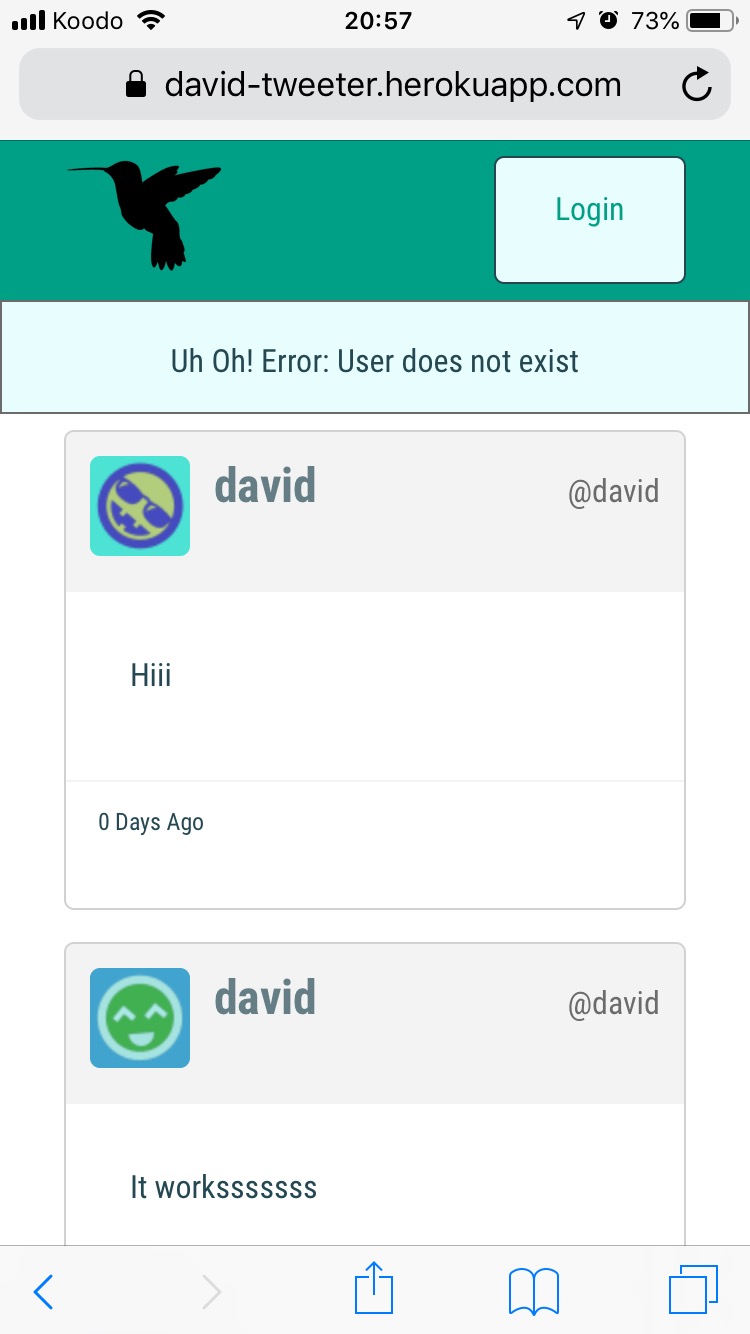 Koodo 20:57 73%
david-tweeter.herokuapp.com
Login
Uh Oh! Error: User does not exist
david @david
Hiii
0 Days Ago
david @david
It worksssssss